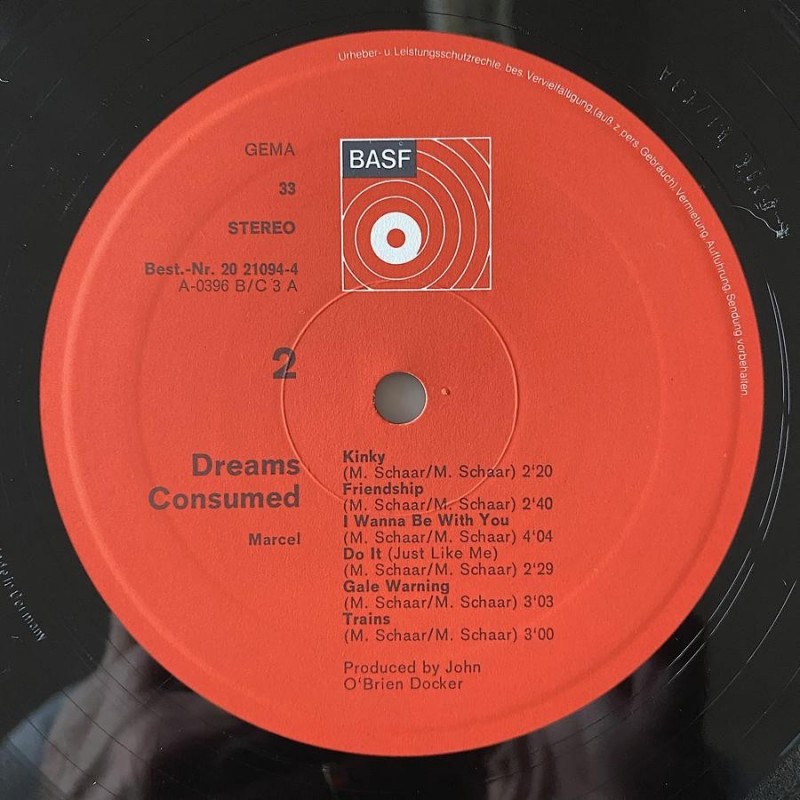 Urheber- u. Leistungsschutzrechte, bes. Vervielfältigung, (auß. z. pers. Gebrauch) Vermietung, Aufführung, Sendung vorbehalten.
BASF
GEMA
33
STEREO
Best.-Nr. 20 21094-4
A-0396 B/C 3 A
2
Dreams
Consumed
Marcel
Kinky
(M. Schaar/M. Schaar) 2'20
Friendship
(M. Schaar/M. Schaar) 2'40
I Wanna Be With You
(M. Schaar/M. Schaar) 4'04
Do It (Just Like Me)
(M. Schaar/M. Schaar) 2'29
Gale Warning
(M. Schaar/M. Schaar) 3'03
Trains
(M. Schaar/M. Schaar) 3'00
Produced by John
O'Brien Docker
Made in Germany